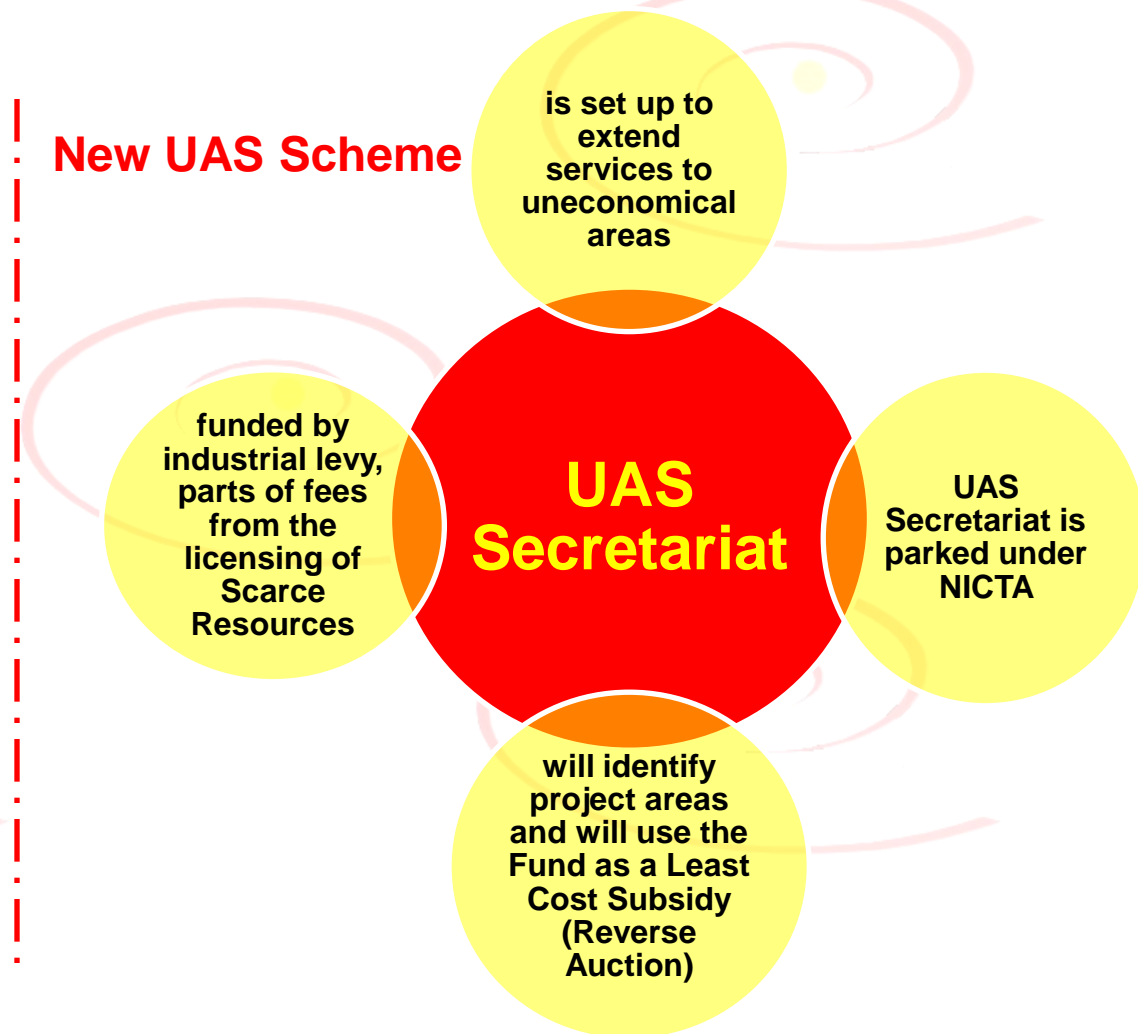 New UAS Scheme
is set up to
extend
services to
uneconomical
areas
funded by
industrial levy,
parts of fees
from the
licensing of
Scarce
Resources
UAS
Secretariat
UAS
Secretariat is
parked under
NICTA
will identify
project areas
and will use the
Fund as a Least
Cost Subsidy
(Reverse
Auction)